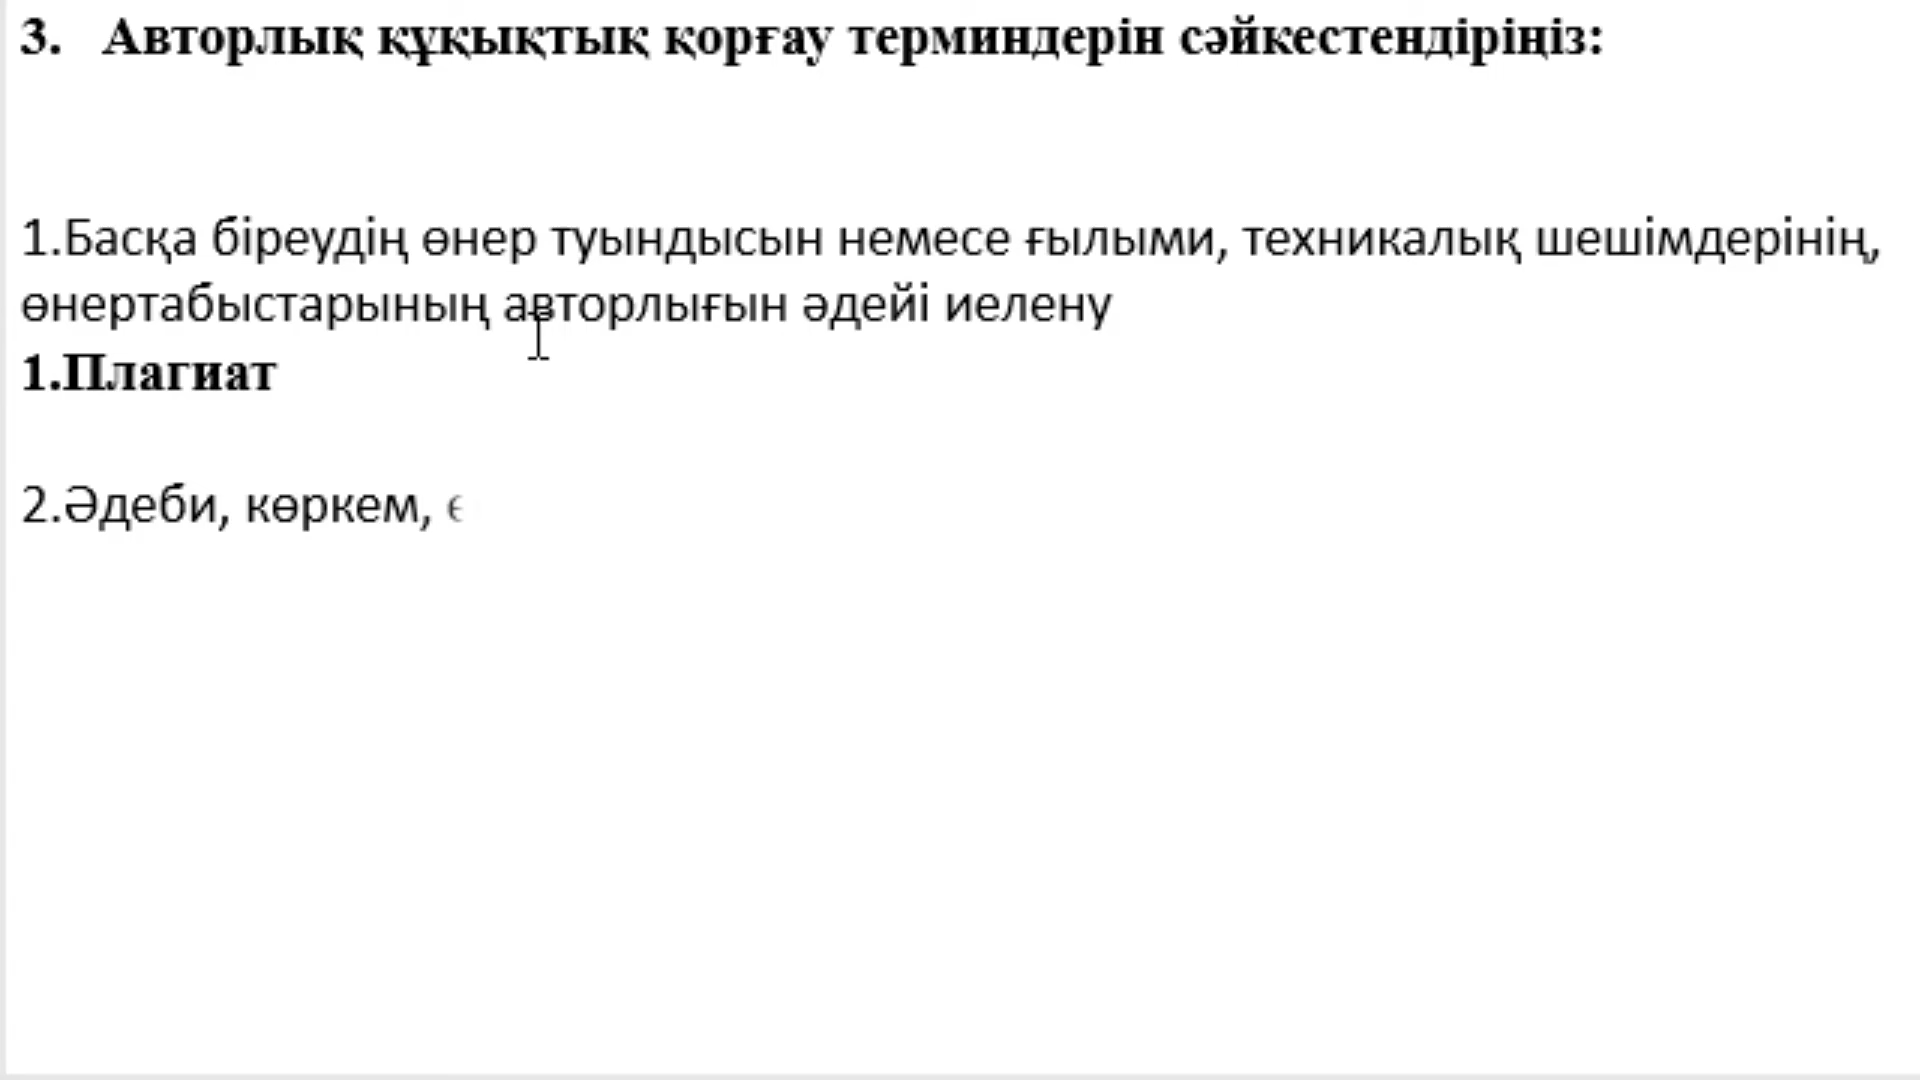 3. Авторлық құқықтық қорғау терминдерін сәйкестендіріңіз:
1.Басқа біреудің өнер туындысын немесе ғылыми, техникалық шешімдерінің,
өнертабыстарының авторлығын әдейі иелену
1.Плагиат
2.Әдеби, көркем,